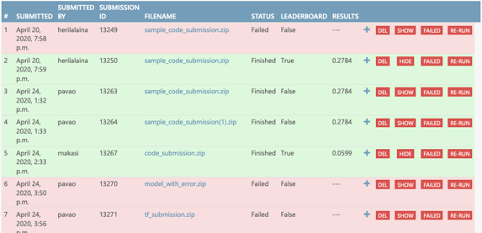 SUBMITTED SUBMISSION
# SUBMITTED BY ID FILENAME STATUS LEADERBOARD RESULTS
1 April 20, herilalaina 13249 sample_code_submission.zip Failed False --- + DEL SHOW FAILED RE-RUN
2020, 7:58
p.m.
2 April 20, herilalaina 13250 sample_code_submission.zip Finished True 0.2784 + DEL HIDE FAILED RE-RUN
2020, 7:59
p.m.
3 April 24, pavao 13263 sample_code_submission.zip Finished False 0.2784 + DEL SHOW FAILED RE-RUN
2020, 1:32
p.m.
4 April 24, pavao 13264 sample_code_submission(1).zip Finished False 0.2784 + DEL SHOW FAILED RE-RUN
2020, 1:33
p.m.
5 April 24, rnakasi 13267 code_submission.zip Finished True 0.0599 + DEL HIDE FAILED RE-RUN
2020, 2:33
p.m.
6 April 24, pavao 13270 model_with_error.zip Failed False --- + DEL SHOW FAILED RE-RUN
2020, 3:50
p.m.
7 April 24, pavao 13271 tf_submission.zip Failed False --- + DEL SHOW FAILED RE-RUN
2020, 3:56
p.m.